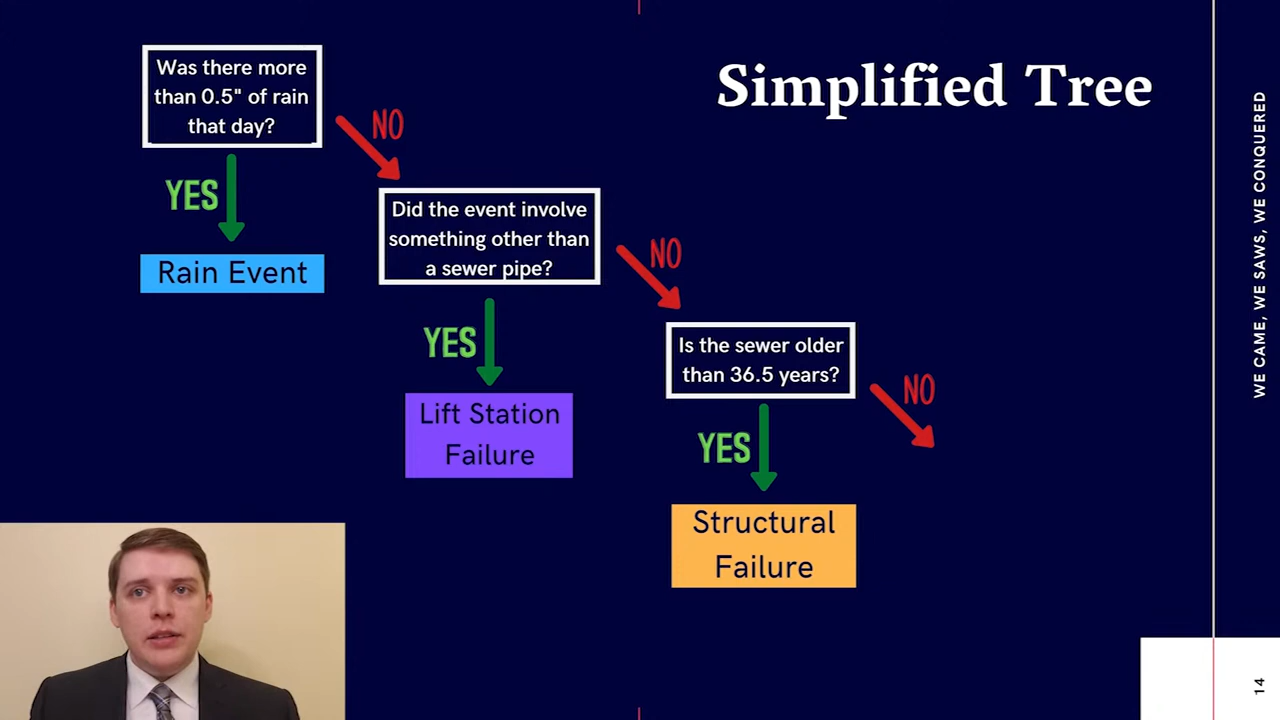 Simplified Tree
Was there more
than 0.5" of rain
that day?
NO
YES
Rain Event
Did the event involve
something other than
a sewer pipe?
NO
YES
Lift Station
Failure
Is the sewer older
than 36.5 years?
NO
YES
Structural
Failure
WE CAME, WE SAWS, WE CONQUERED
14